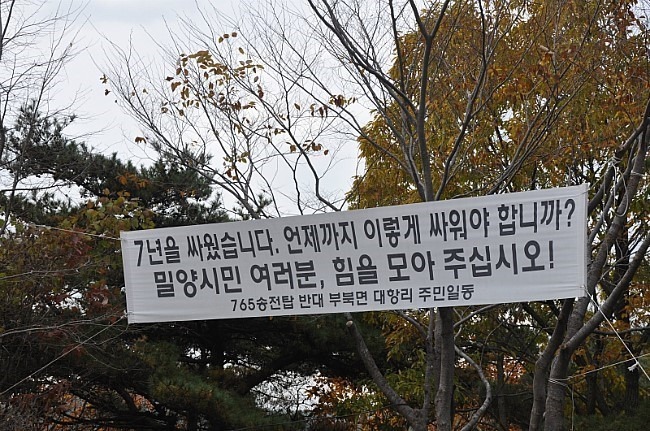 7년을 싸웠습니다. 언제까지 이렇게 싸워야 합니까?
밀양시민 여러분, 힘을 모아 주십시오!
765송전탑 반대 부북면 대항리 주민일동